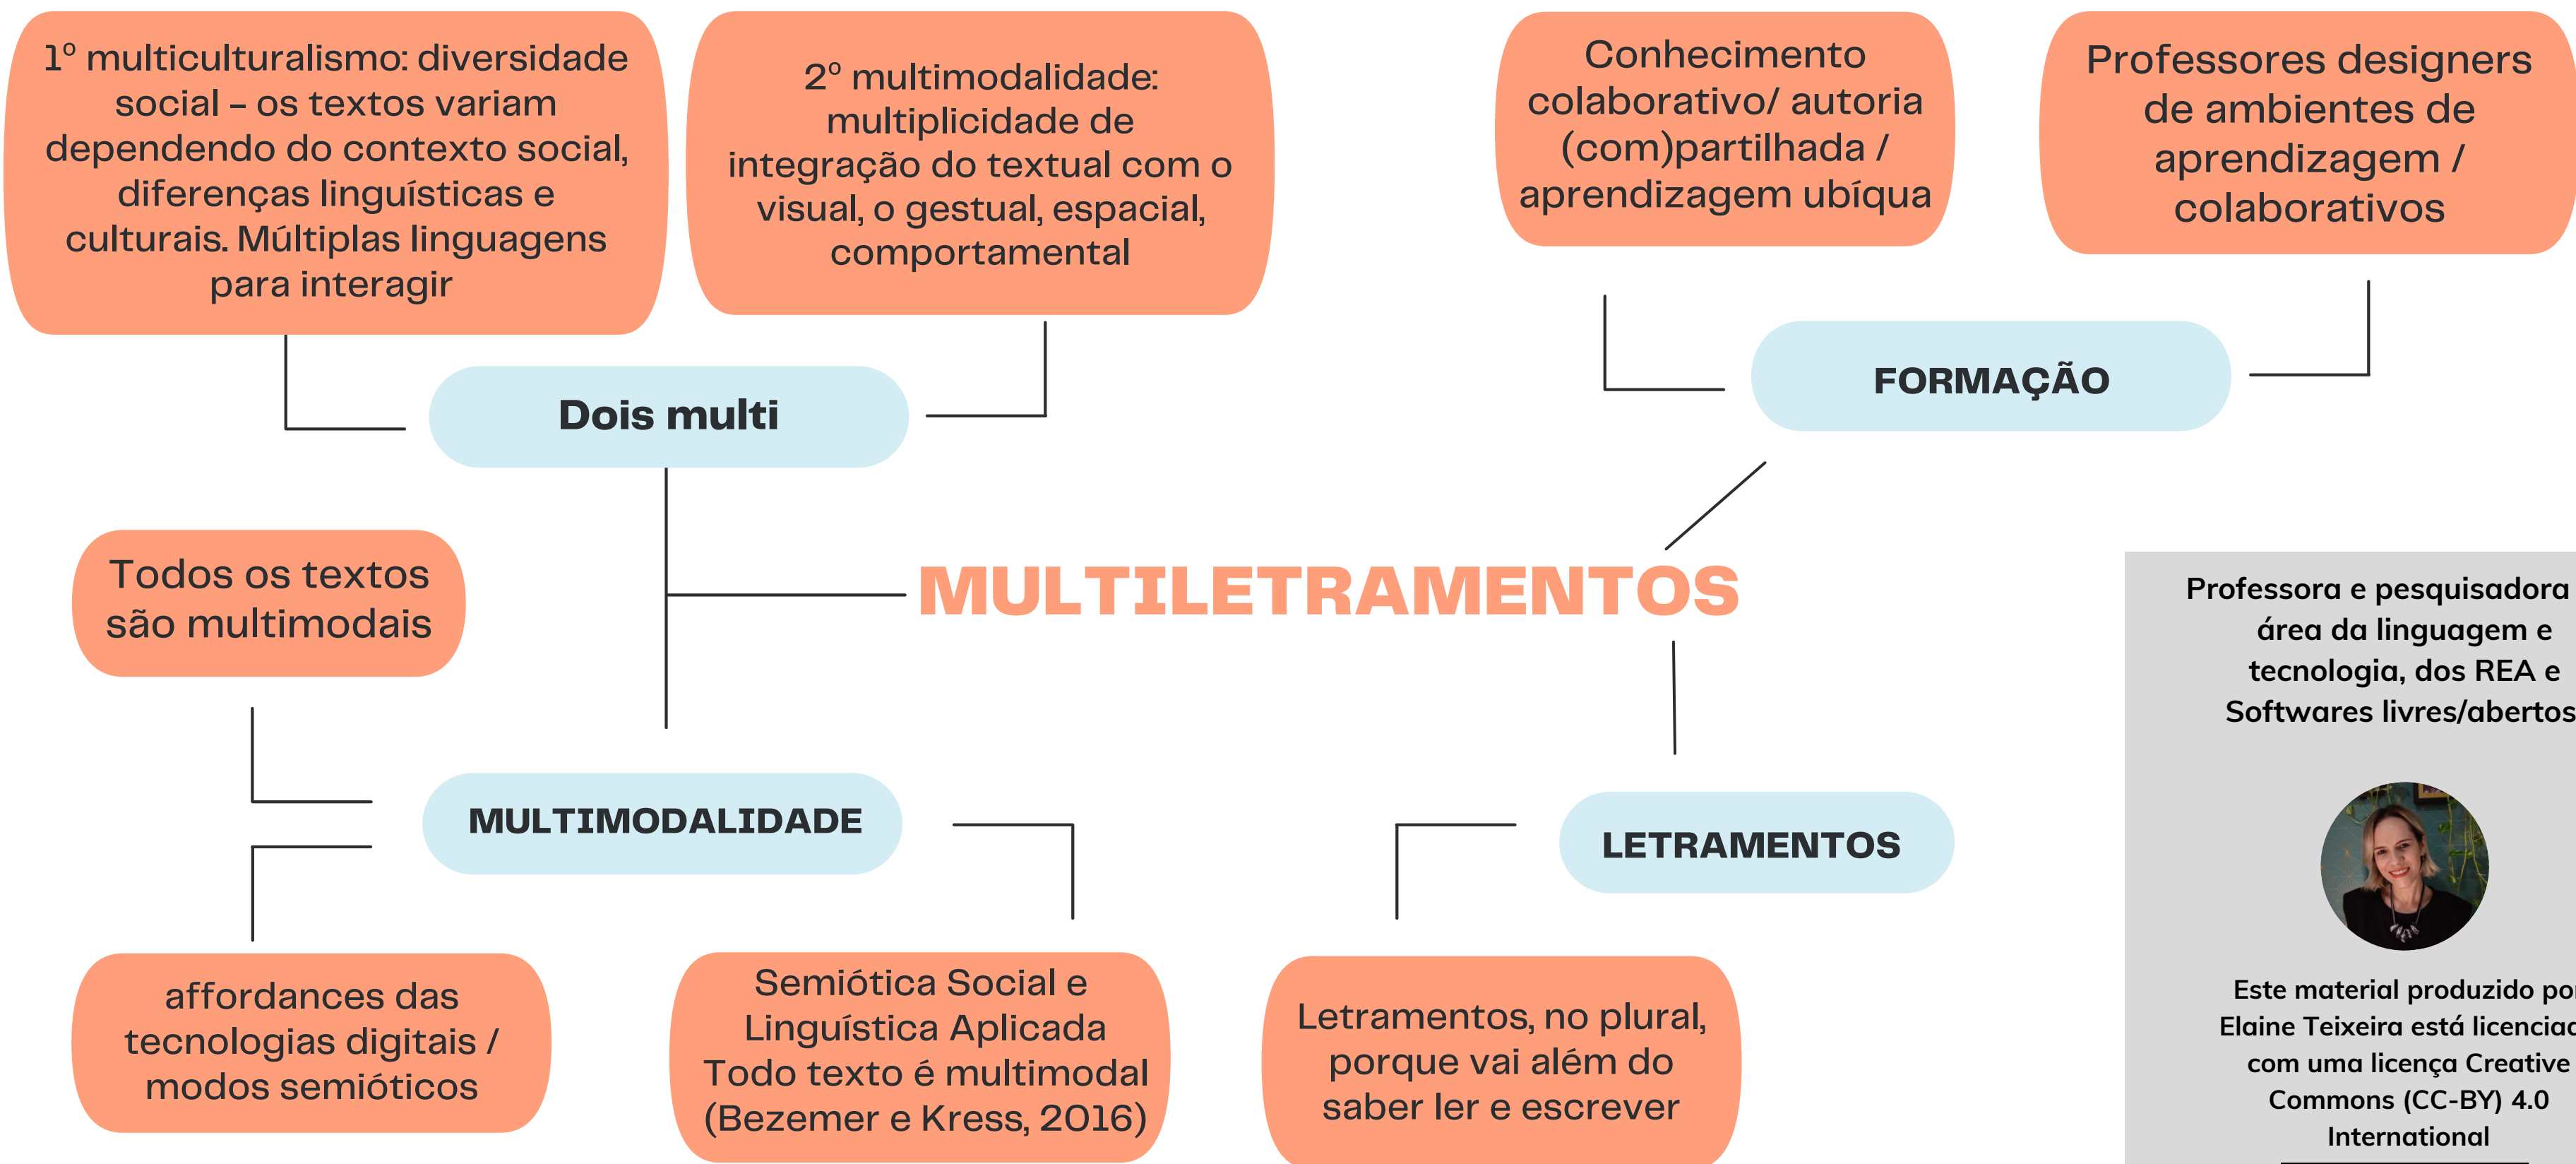 1º multiculturalismo: diversidade
social - os textos variam
dependendo do contexto social,
diferenças linguísticas e
culturais. Múltiplas linguagens
para interagir
2º multimodalidade:
multiplicidade de
integração do textual com o
visual, o gestual, espacial,
comportamental
Conhecimento
colaborativo/ autoria
(com)partilhada /
aprendizagem ubíqua
Professores designers
de ambientes de
aprendizagem /
colaborativos
Dois multi
FORMAÇÃO
MULTILETRAMENTOS
Todos os textos
são multimodais
MULTIMODALIDADE
LETRAMENTOS
affordances das
tecnologias digitais /
modos semióticos
Semiótica Social e
Linguística Aplicada
Todo texto é multimodal
(Bezemer e Kress, 2016)
Letramentos, no plural,
porque vai além do
saber ler e escrever
Professora e pesquisadora
área da linguagem e
tecnologia, dos REA e
Softwares livres/abertos
Este material produzido por
Elaine Teixeira está
com uma licença Creative
Commons (CC-BY) 4.0
International